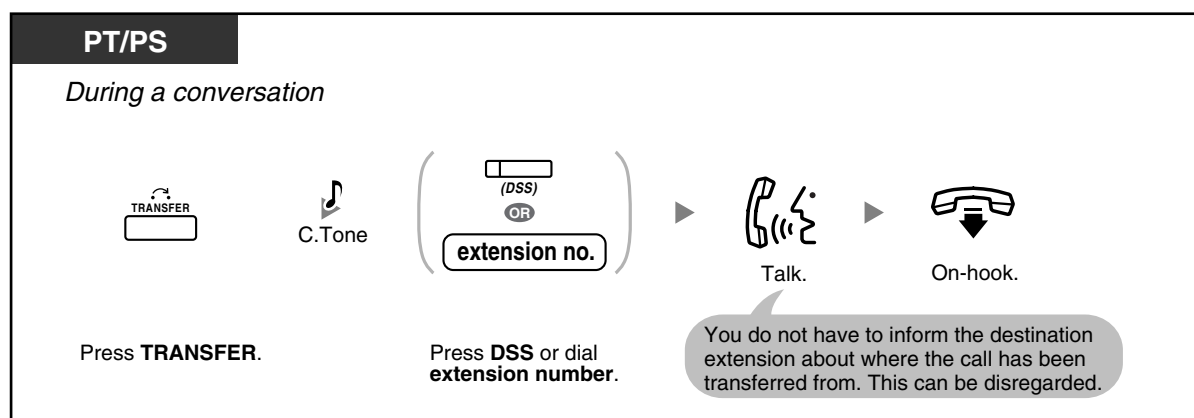 PT/PS
During a conversation
TRANSFER
C.Tone
(DSS)
OR
extension no.
Talk.
On-hook.
Press TRANSFER.
Press DSS or dial
extension number.
You do not have to inform the destination
extension about where the call has been
transferred from. This can be disregarded.